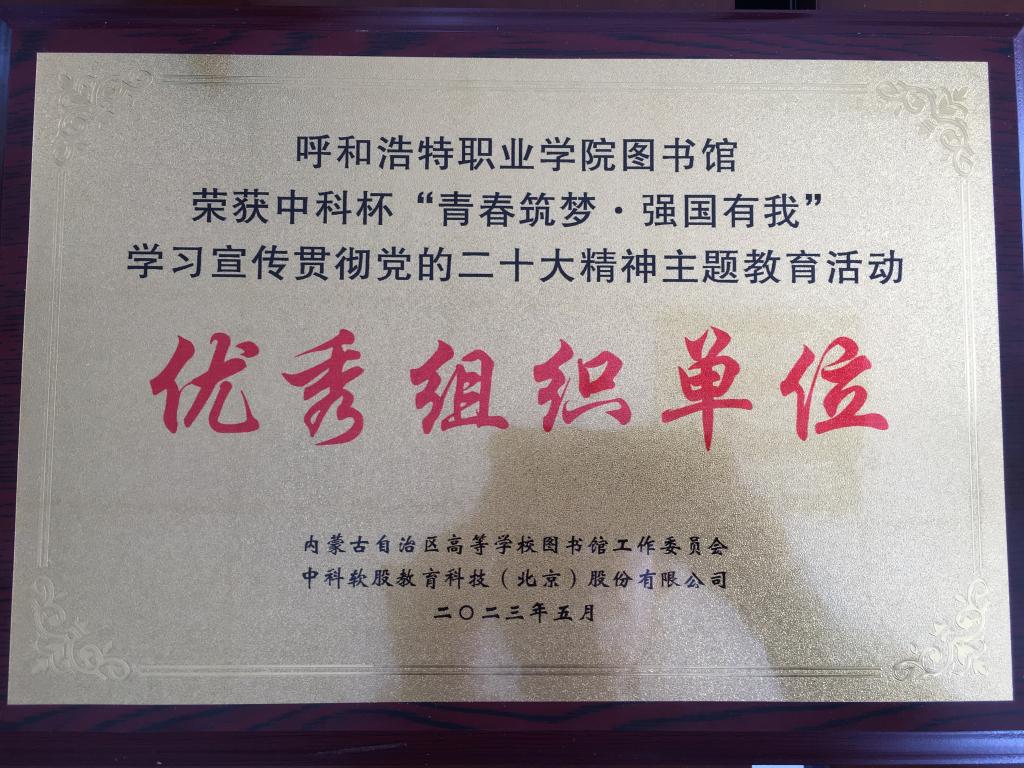 呼和浩特职业学院图书馆
荣获中科杯“青春筑梦·强国有我”
学习宣传贯彻党的二十大精神主题教育活动
优秀组织单位
内蒙古自治区高等学校图书馆工作委员会
中科软股教育科技（北京）股份有限公司
二〇二三年五月